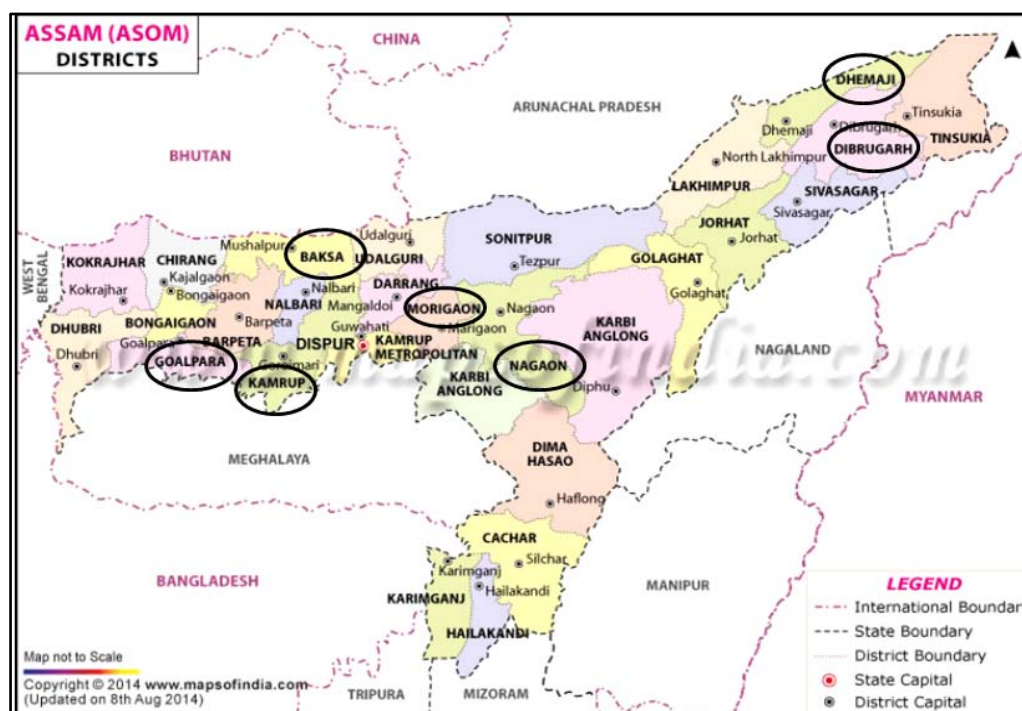 ASSAM (ASOM)
DISTRICTS
CHINA
ARUNACHAL PRADESH
DHEMAJI
Dhemaji
Dibrugarh
Tinsukia
TINSUKIA
DIBRUGARH
North Lakhimpur
LAKHIMPUR
SIVASAGAR
Sivasagar
JORHAT
Jorhat
BHUTAN
WEST
BENGAL
KOKRAJHAR
Kokrajhar
CHIRANG
Kajalgaon
Bongaigaon
Mushalpur
BAKSA
Udalguri
UDALGURI
SONITPUR
Tezpur
GOLAGHAT
Golaghat
DHUBRI
Dhubri
BONGAIGAON
Goalpara
BARPETA
Barpeta
NALBARI
Nalbari
DARRANG
Mangaldoi
MORIGAON
Marigaon
Nagaon
Guwahati
DISPUR
KAMRUP
METROPOLITAN
KARBI
ANGLONG
GOALPARA
KAMRUP
KARBI
ANGLONG
NAGAON
Diphu
NAGALAND
MYANMAR
MEGHALAYA
DIMA
HASAO
Haflong
CACHAR
Silchar
Karimganj
Hailakandi
KARIMGANJ
HAILAKANDI
BANGLADESH
MANIPUR
TRIPURA
MIZORAM
LEGEND
International Boundar
State Boundary
District Boundary
State Capital
District Capital
Map not to Scale
Copyright © 2014 www.mapsofindia.com
(Updated on 8th Aug 2014)